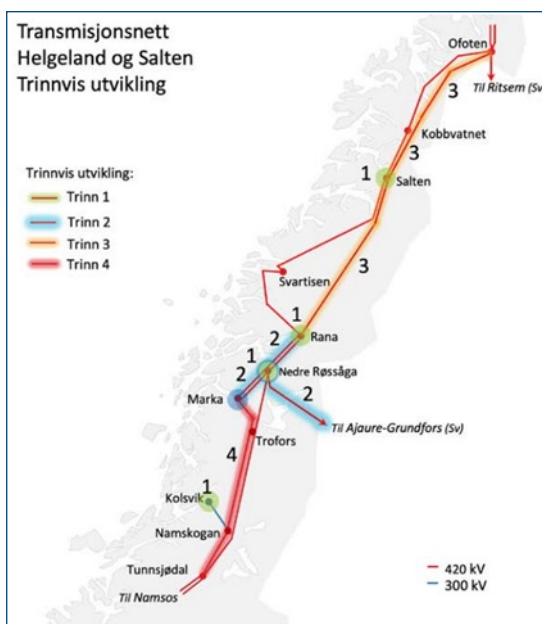 Transmisjonsnett
Helgeland og Salten
Trinnvis utvikling
Ofoten
Til Ritsem (Sv
3
Kobbvatnet
3
Trinnvis utvikling:
1
Salten
Trinn 1
Trinn 2
Trinn 3
Trinn 4
3
Svartisen
1
2
Rana
1
2
Nedre Røssåga
2
Marka
Til Ajaure-Grundfors (Sv)
Trofors
4
1
Kolsvik
Namskogan
Tunnsjødal
420 kV
300 kV
Til Namsos